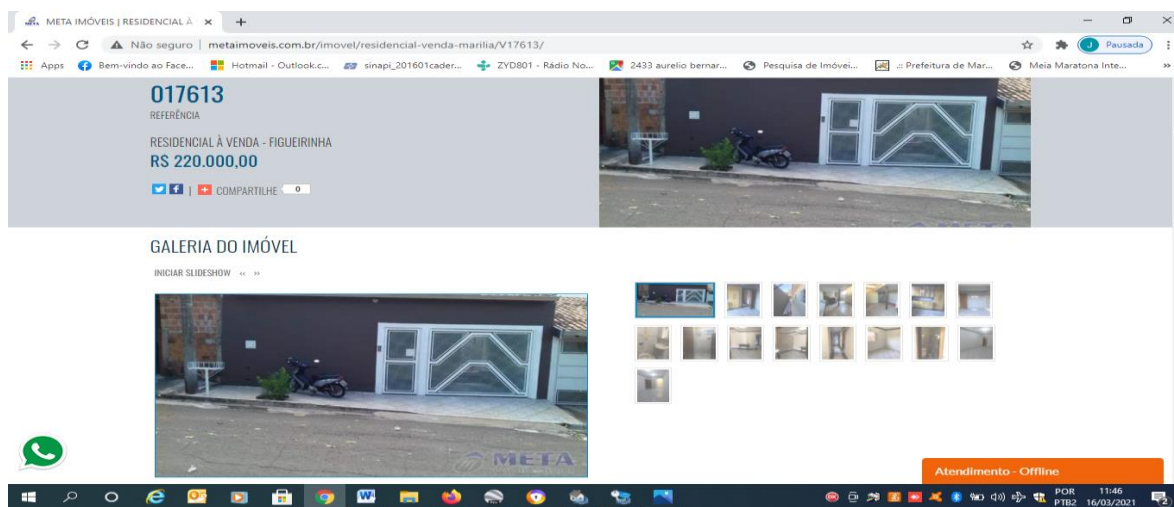 META IMÓVEIS | RESIDENCIAL À
Não seguro | metaimoveis.com.br/imovel/residencial-venda-marilia/V17613/
Pausada
Apps Bem-vindo ao Face... Hotmail - Outlook.c... sinapi_201601cader... ZYD801 - Rádio No... 2433 aurelio bernar... Pesquisa de Imóvei... .:: Prefeitura de Mar... Meia Maratona Inte... »
017613
REFERÊNCIA
RESIDENCIAL À VENDA - FIGUEIRINHA
R$ 220.000,00
| COMPARTILHE 0
GALERIA DO IMÓVEL
INICIAR SLIDESHOW ‹‹ ››
META
Atendimento - Offline
POR 11:46
PTB2 16/03/2021